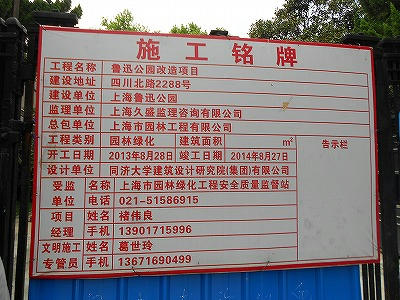 施工铭牌
工程名称 鲁迅公园改造项目
建设地址 四川北路2288号
建设单位 上海鲁迅公园
监理单位 上海久盛监理咨询有限公司
总包单位 上海市园林工程有限公司
工程类别 园林绿化 建筑面积 m² 告示栏
开工日期 2013年8月28日 竣工日期 2014年8月27日
设计单位 同济大学建筑设计研究院(集团)有限公司
受监 名称 上海市园林绿化工程安全质量监督站
单位 电话 021-51586915
项目 姓名 褚伟良
经理 手机 13901715996
文明施工 姓名 葛世玲
专管员 手机 13671690499